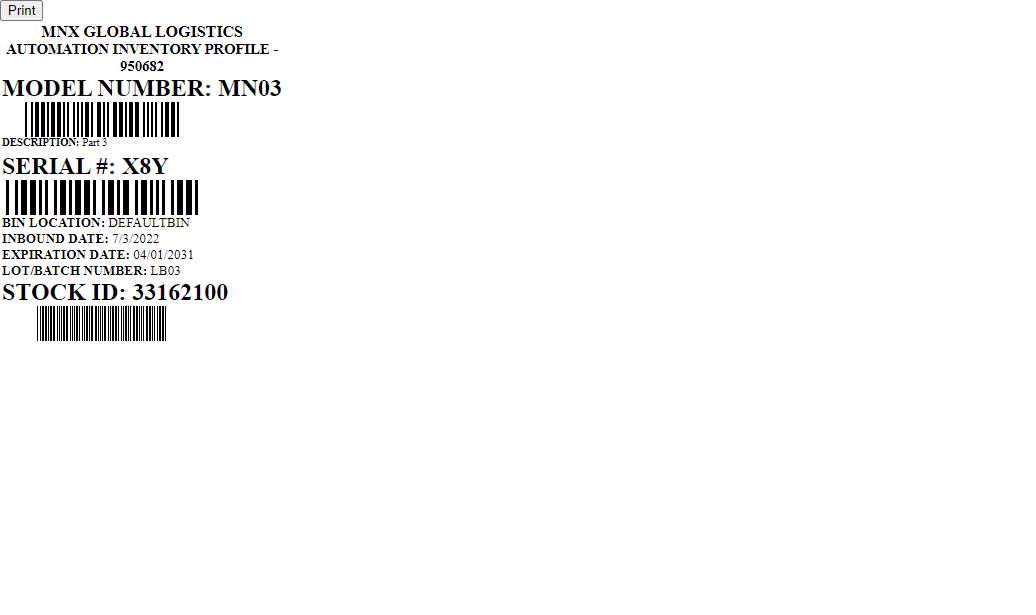 Print
MNX GLOBAL LOGISTICS
AUTOMATION INVENTORY PROFILE -
950682
MODEL NUMBER: MN03
DESCRIPTION: Part 3
SERIAL #: X8Y
BIN LOCATION: DEFAULTBIN
INBOUND DATE: 7/3/2022
EXPIRATION DATE: 04/01/2031
LOT/BATCH NUMBER: LB03
STOCK ID: 33162100